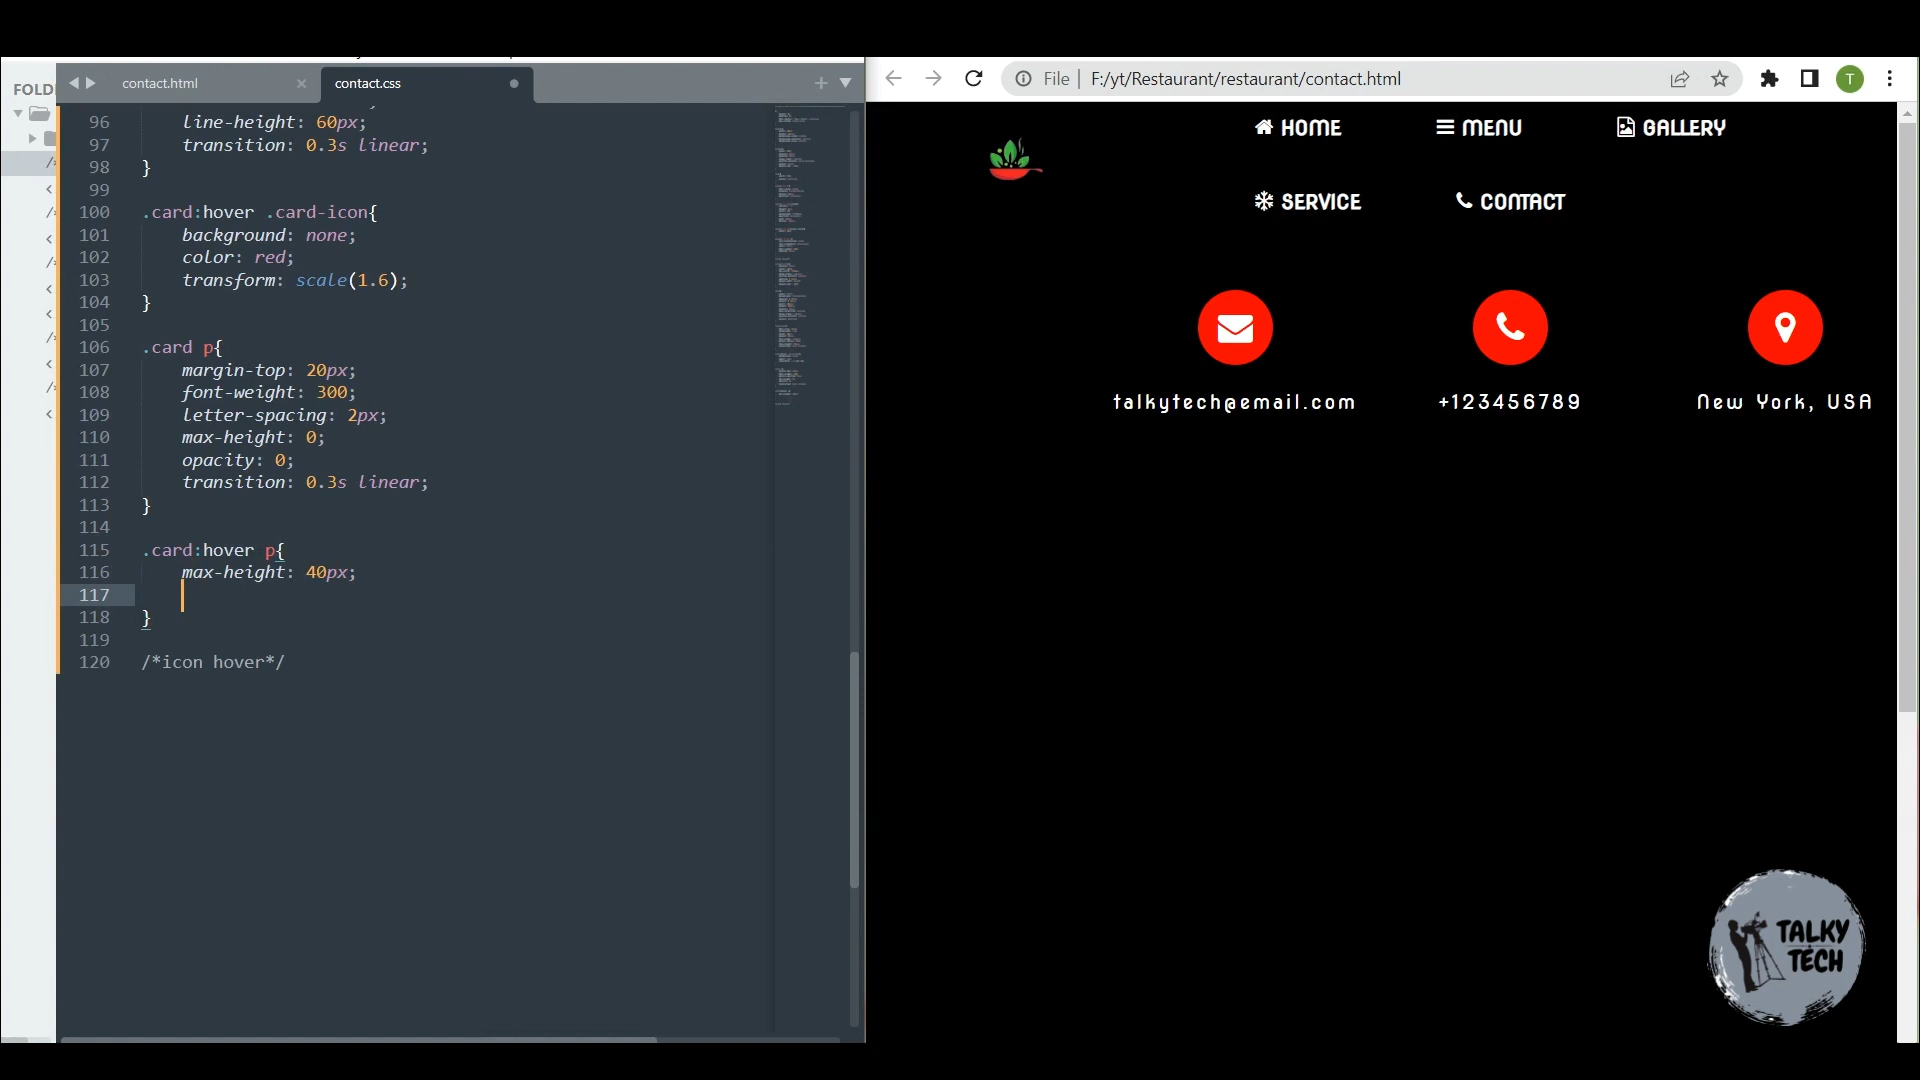 FOLD
contact.html
contact.css
96 line-height: 60px;
97 transition: 0.3s linear;
98 }
99
100 .card:hover .card-icon{
101 background: none;
102 color: red;
103 transform: scale(1.6);
104 }
105
106 .card p{
107 margin-top: 20px;
108 font-weight: 300;
109 letter-spacing: 2px;
110 max-height: 0;
111 opacity: 0;
112 transition: 0.3s linear;
113 }
114
115 .card:hover p{
116 max-height: 40px;
117
118 }
119
120 /*icon hover*/
File F:/yt/Restaurant/restaurant/contact.html
T
HOME MENU GALLERY
SERVICE CONTACT
talkytech@email.com +123456789 New York, USA
TALKY
TECH